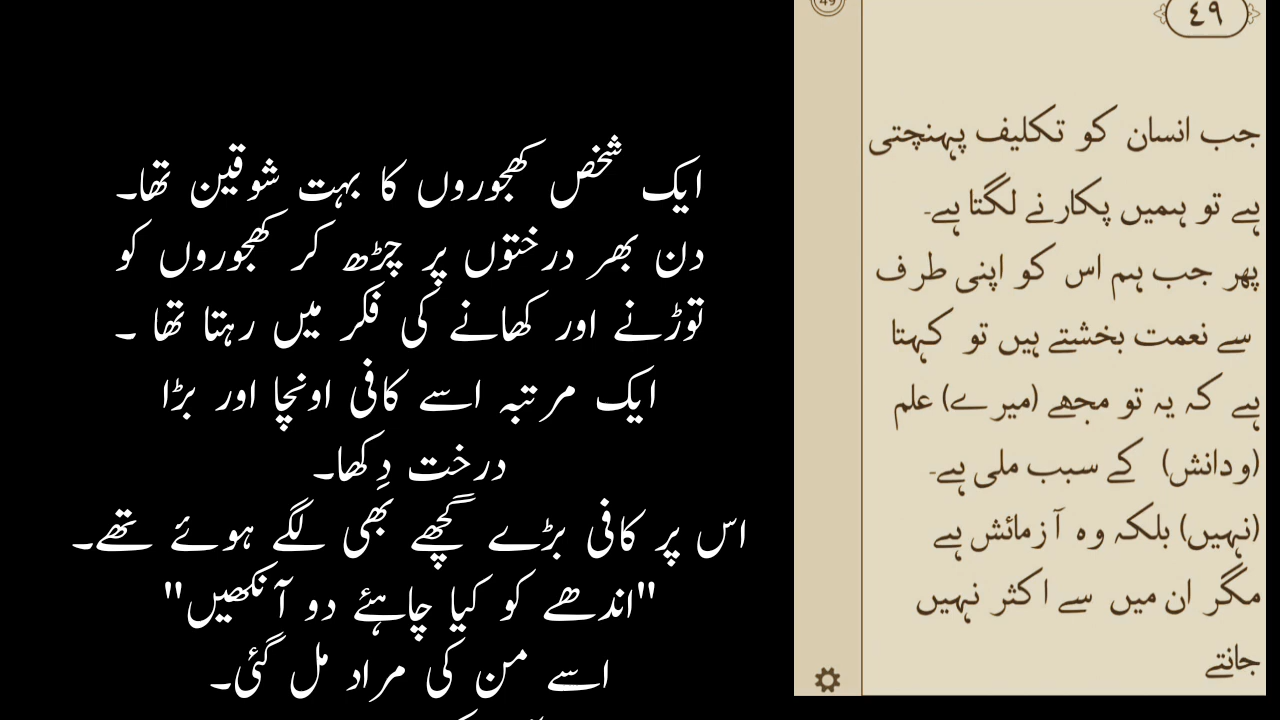 ایک شخص کھجوروں کا بہت شوقین تھا۔
دن بھر درختوں پر چڑھ کر کھجوروں کو
توڑنے اور کھانے کی فکر میں رہتا تھا ۔
ایک مرتبہ اسے کافی اونچا اور بڑا
درخت دِکھا۔
اس پر کافی بڑے گچھے بھی لگے ہوئے تھے۔
"اندھے کو کیا چاہئے دو آنکھیں"
اسے من کی مراد مل گئی۔
49
٤٩
جب انسان کو تکلیف پہنچتی
ہے تو ہمیں پکارنے لگتا ہے۔
پھر جب ہم اس کو اپنی طرف
سے نعمت بخشتے ہیں تو کہتا
ہے کہ یہ تو مجھے (میرے) علم
(ودانش) کے سبب ملی ہے۔
(نہیں) بلکہ وہ آزمائش ہے
مگر ان میں سے اکثر نہیں
جانتے